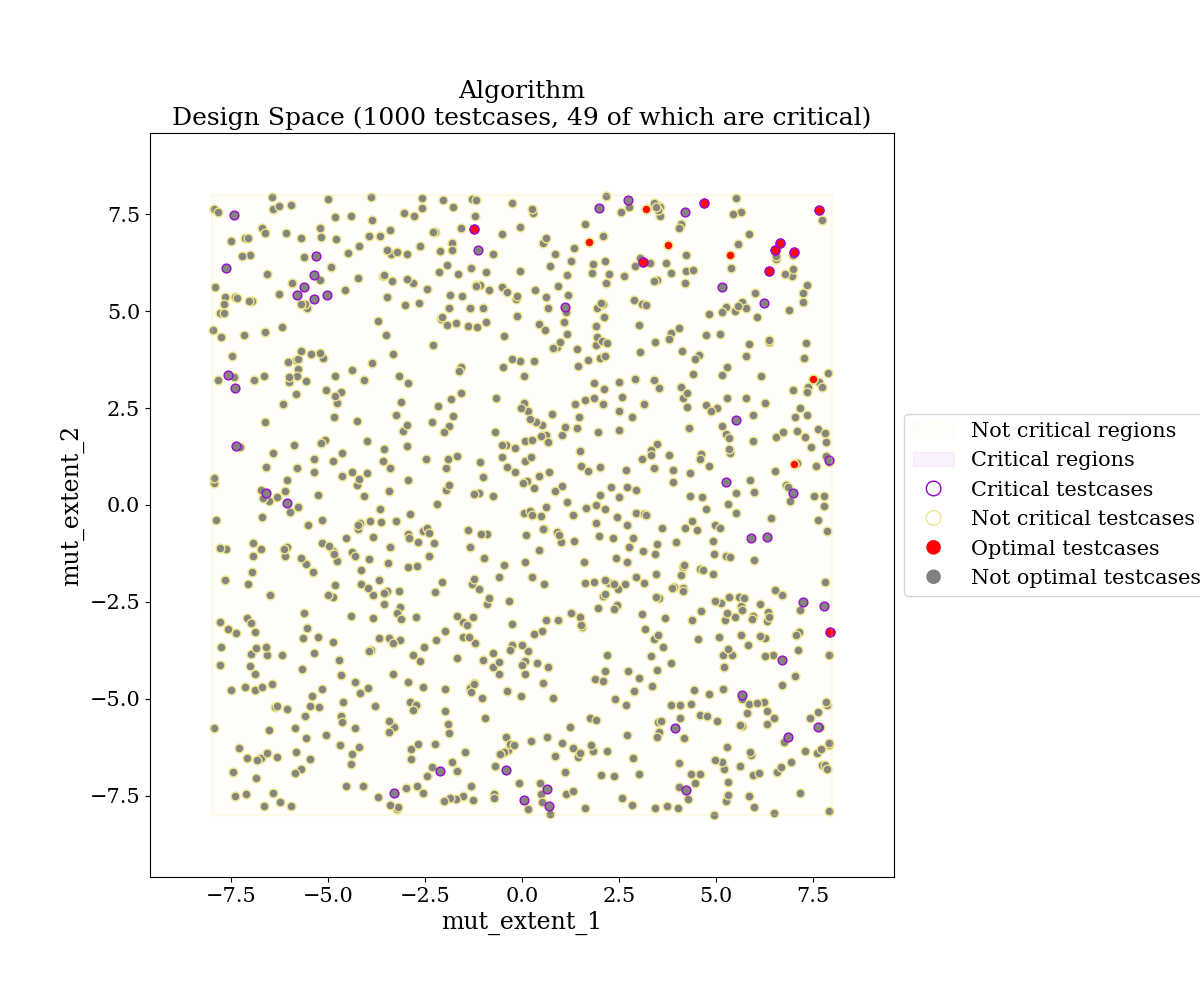 Algorithm
Design Space (1000 testcases, 49 of which are critical)
7.5
5.0
2.5
0.0
−2.5
−5.0
−7.5
mut_extent_2
−7.5
−5.0
−2.5
0.0
2.5
5.0
7.5
mut_extent_1
Not critical regions
Critical regions
Critical testcases
Not critical testcases
Optimal testcases
Not optimal testcases